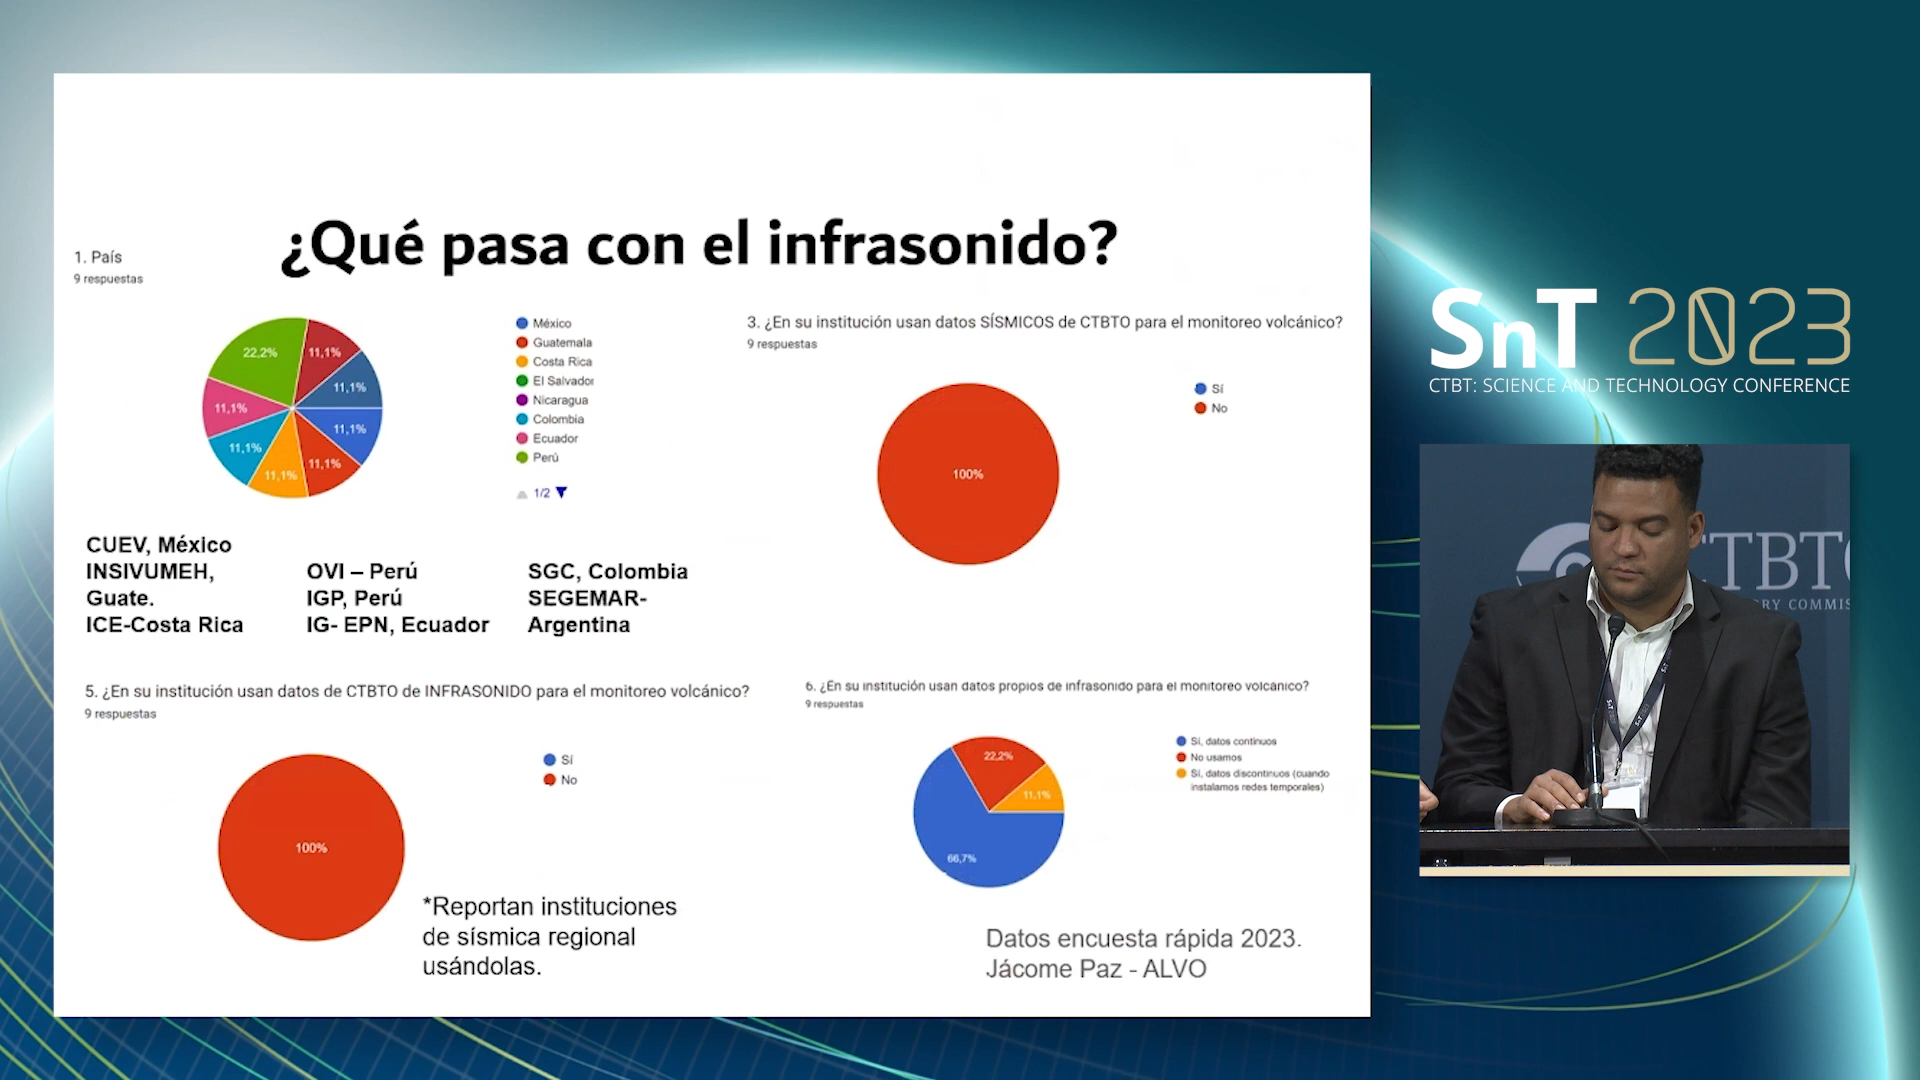 ¿Qué pasa con el infrasonido?
1. País
9 respuestas
22,2%
11,1%
11,1%
11,1%
11,1%
11,1%
11,1%
11,1%
México
Guatemala
Costa Rica
El Salvador
Nicaragua
Colombia
Ecuador
Perú
1/2
CUEV, México
INSIVUMEH,
Guate.
ICE-Costa Rica
OVI – Perú
IGP, Perú
IG- EPN, Ecuador
SGC, Colombia
SEGEMAR-
Argentina
3. ¿En su institución usan datos SÍSMICOS de CTBTO para el monitoreo volcánico?
9 respuestas
100%
Sí
No
5. ¿En su institución usan datos de CTBTO de INFRASONIDO para el monitoreo volcánico?
9 respuestas
100%
Sí
No
*Reportan instituciones
de sísmica regional
usándolas.
6. ¿En su institución usan datos propios de infrasonido para el monitoreo volcánico?
9 respuestas
22,2%
11,1%
66,7%
Sí, datos continuos
No usamos
Sí, datos discontinuos (cuando
instalamos redes temporales)
Datos encuesta rápida 2023.
Jácome Paz - ALVO
SnT 2023
CTBT: SCIENCE AND TECHNOLOGY CONFERENCE
TBT
RY COMMIS